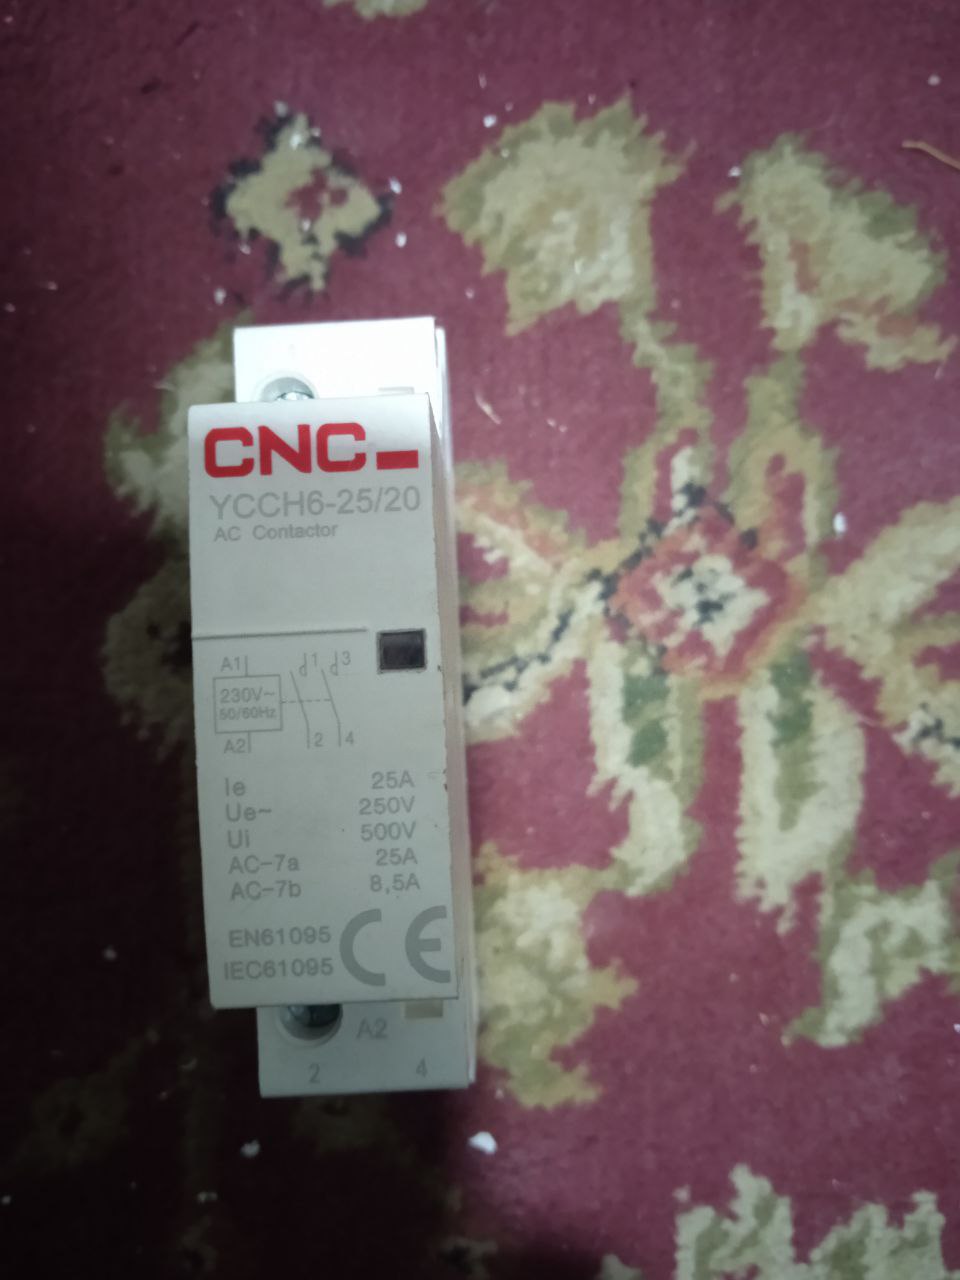 CNC
YCCH6-25/20
AC Contactor
A1 1 3
230V~
50/60Hz
A2 2 4
Ie 25A
Ue~ 250V
Ui 500V
AC-7a 25A
AC-7b 8,5A
EN61095
IEC61095
CE
A2
2 4